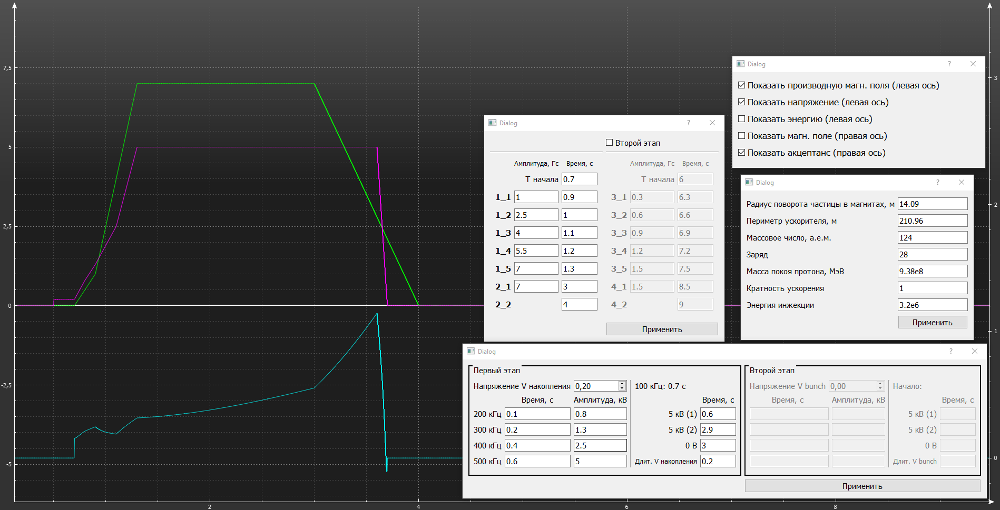 7,5
5
2,5
0
-2,5
-5
2
4
6
8
3
2
1
0
Dialog
?
Показать производную магн. поля (левая ось)
Показать напряжение (левая ось)
Показать энергию (левая ось)
Показать магн. поле (правая ось)
Показать акцептанс (правая ось)
Dialog
?
Второй этап
Амплитуда, Гс Время, с Амплитуда, Гс Время, с
Т начала 0.7 Т начала 6
1_1 1 0.9 3_1 0.3 6.3
1_2 2.5 1 3_2 0.6 6.6
1_3 4 1.1 3_3 0.9 6.9
1_4 5.5 1.2 3_4 1.2 7.2
1_5 7 1.3 3_5 1.5 7.5
2_1 7 3 4_1 1.5 8.5
2_2 4 4_2 9
Применить
Dialog
?
Радиус поворота частицы в магнитах, м 14.09
Периметр ускорителя, м 210.96
Массовое число, а.е.м. 124
Заряд 28
Масса покоя протона, МэВ 9.38e8
Кратность ускорения 1
Энергия инжекции 3.2e6
Применить
Dialog
?
Первый этап
Напряжение V накопления 0,20 100 кГц: 0.7 с
Время, с Амплитуда, кВ Время, с
200 кГц 0.1 0.8 5 кВ (1) 0.6
300 кГц 0.2 1.3 5 кВ (2) 2.9
400 кГц 0.4 2.5 0 В 3
500 кГц 0.6 5 Длит. V накопления 0.2
Второй этап
Напряжение V bunch 0,00 Начало:
Время, с Амплитуда, кВ Время, с
5 кВ (1)
5 кВ (2)
0 В
Длит. V bunch
Применить